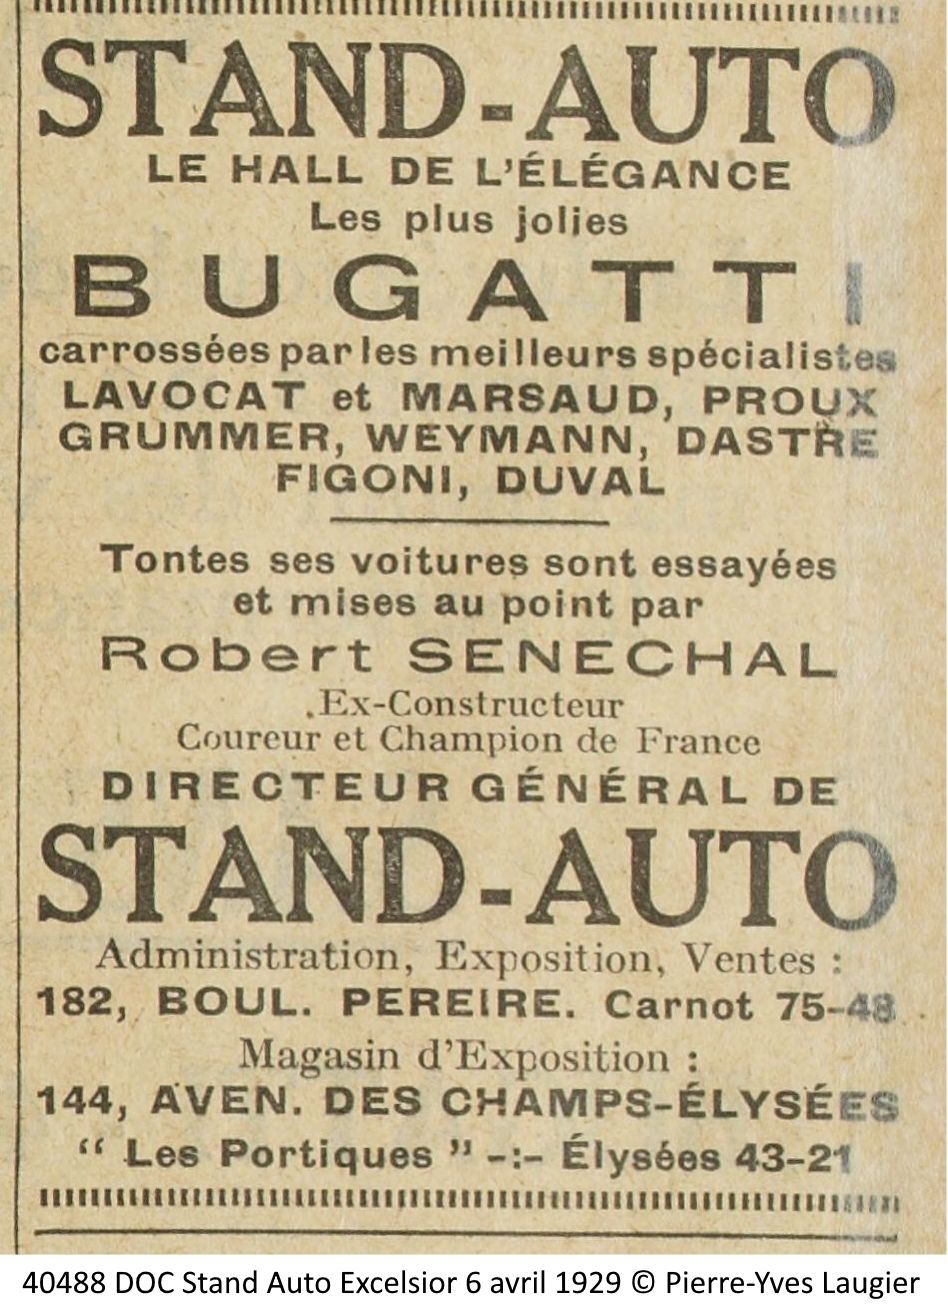 STAND-AUTO
LE HALL DE L'ÉLÉGANCE
Les plus jolies
BUGATTI
carrossées par les meilleurs spécialistes
LAVOCAT et MARSAUD, PROUX
GRUMMER, WEYMANN, DASTRE
FIGONI, DUVAL
Tontes ses voitures sont essayées
et mises au point par
Robert SENECHAL
Ex-Constructeur
Coureur et Champion de France
DIRECTEUR GÉNÉRAL DE
STAND-AUTO
Administration, Exposition, Ventes :
182, BOUL. PEREIRE. Carnot 75-48
Magasin d'Exposition :
144, AVEN. DES CHAMPS-ÉLYSÉES
“ Les Portiques ” -:- Élysées 43-21
40488 DOC Stand Auto Excelsior 6 avril 1929 © Pierre-Yves Laugier